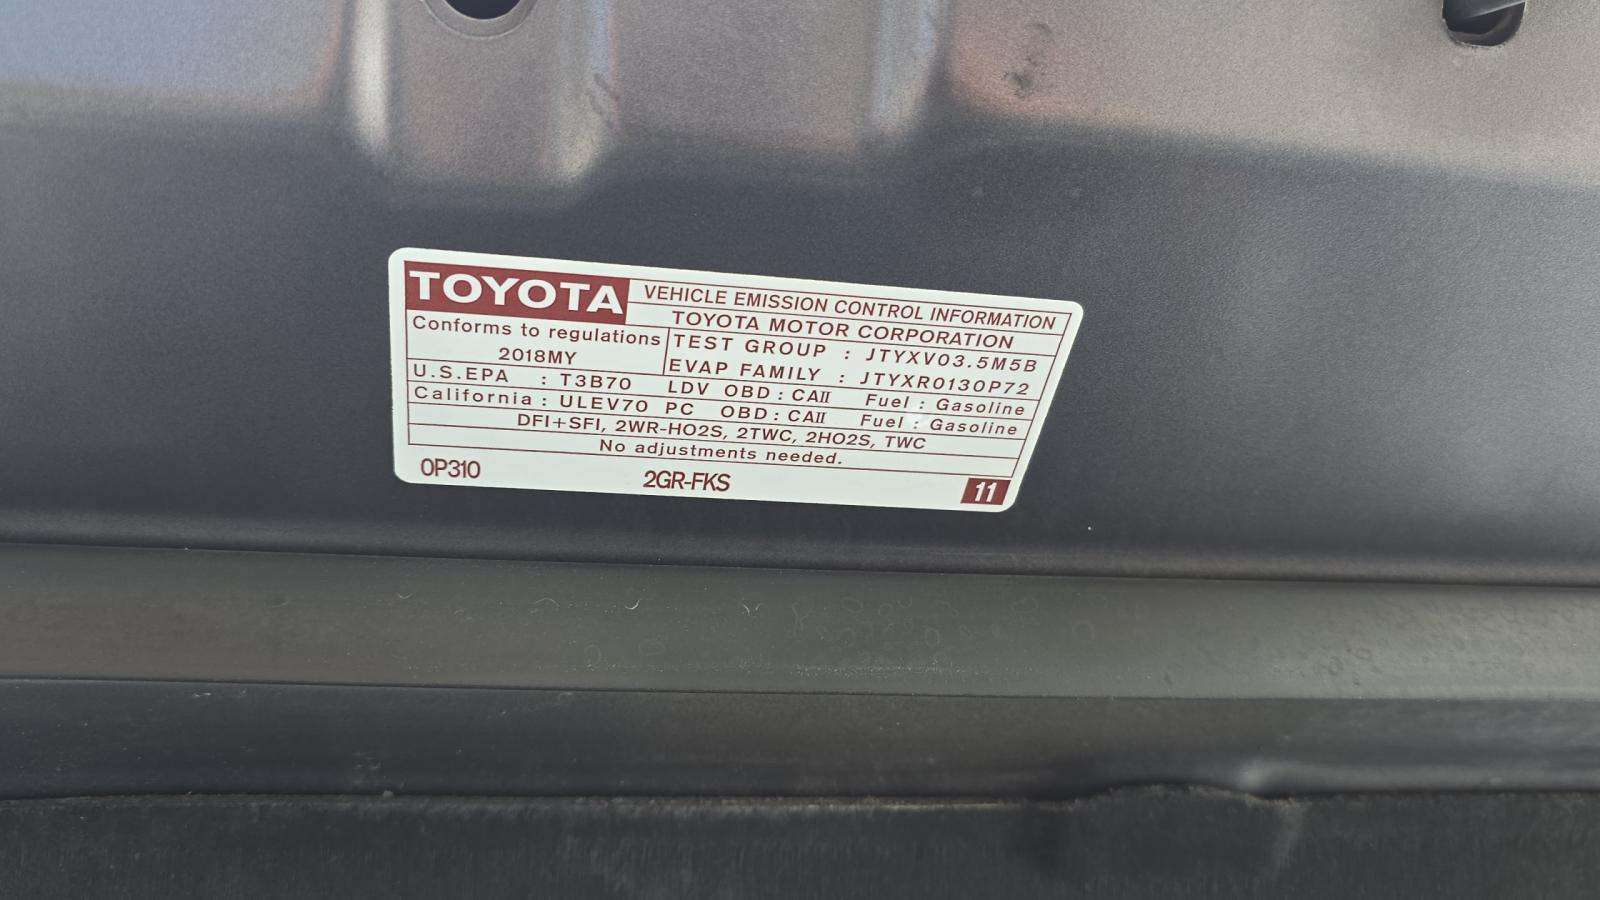 TOYOTA VEHICLE EMISSION CONTROL INFORMATION
TOYOTA MOTOR CORPORATION
Conforms to regulations
2018MY
TEST GROUP : JTYXV03.5M5B
EVAP FAMILY : JTYXR0130P72
U.S.EPA : T3B70 LDV OBD : CAII Fuel : Gasoline
California : ULEV70 PC OBD : CAII Fuel : Gasoline
DFI+SFI, 2WR-HO2S, 2TWC, 2HO2S, TWC
No adjustments needed.
0P310 2GR-FKS 11